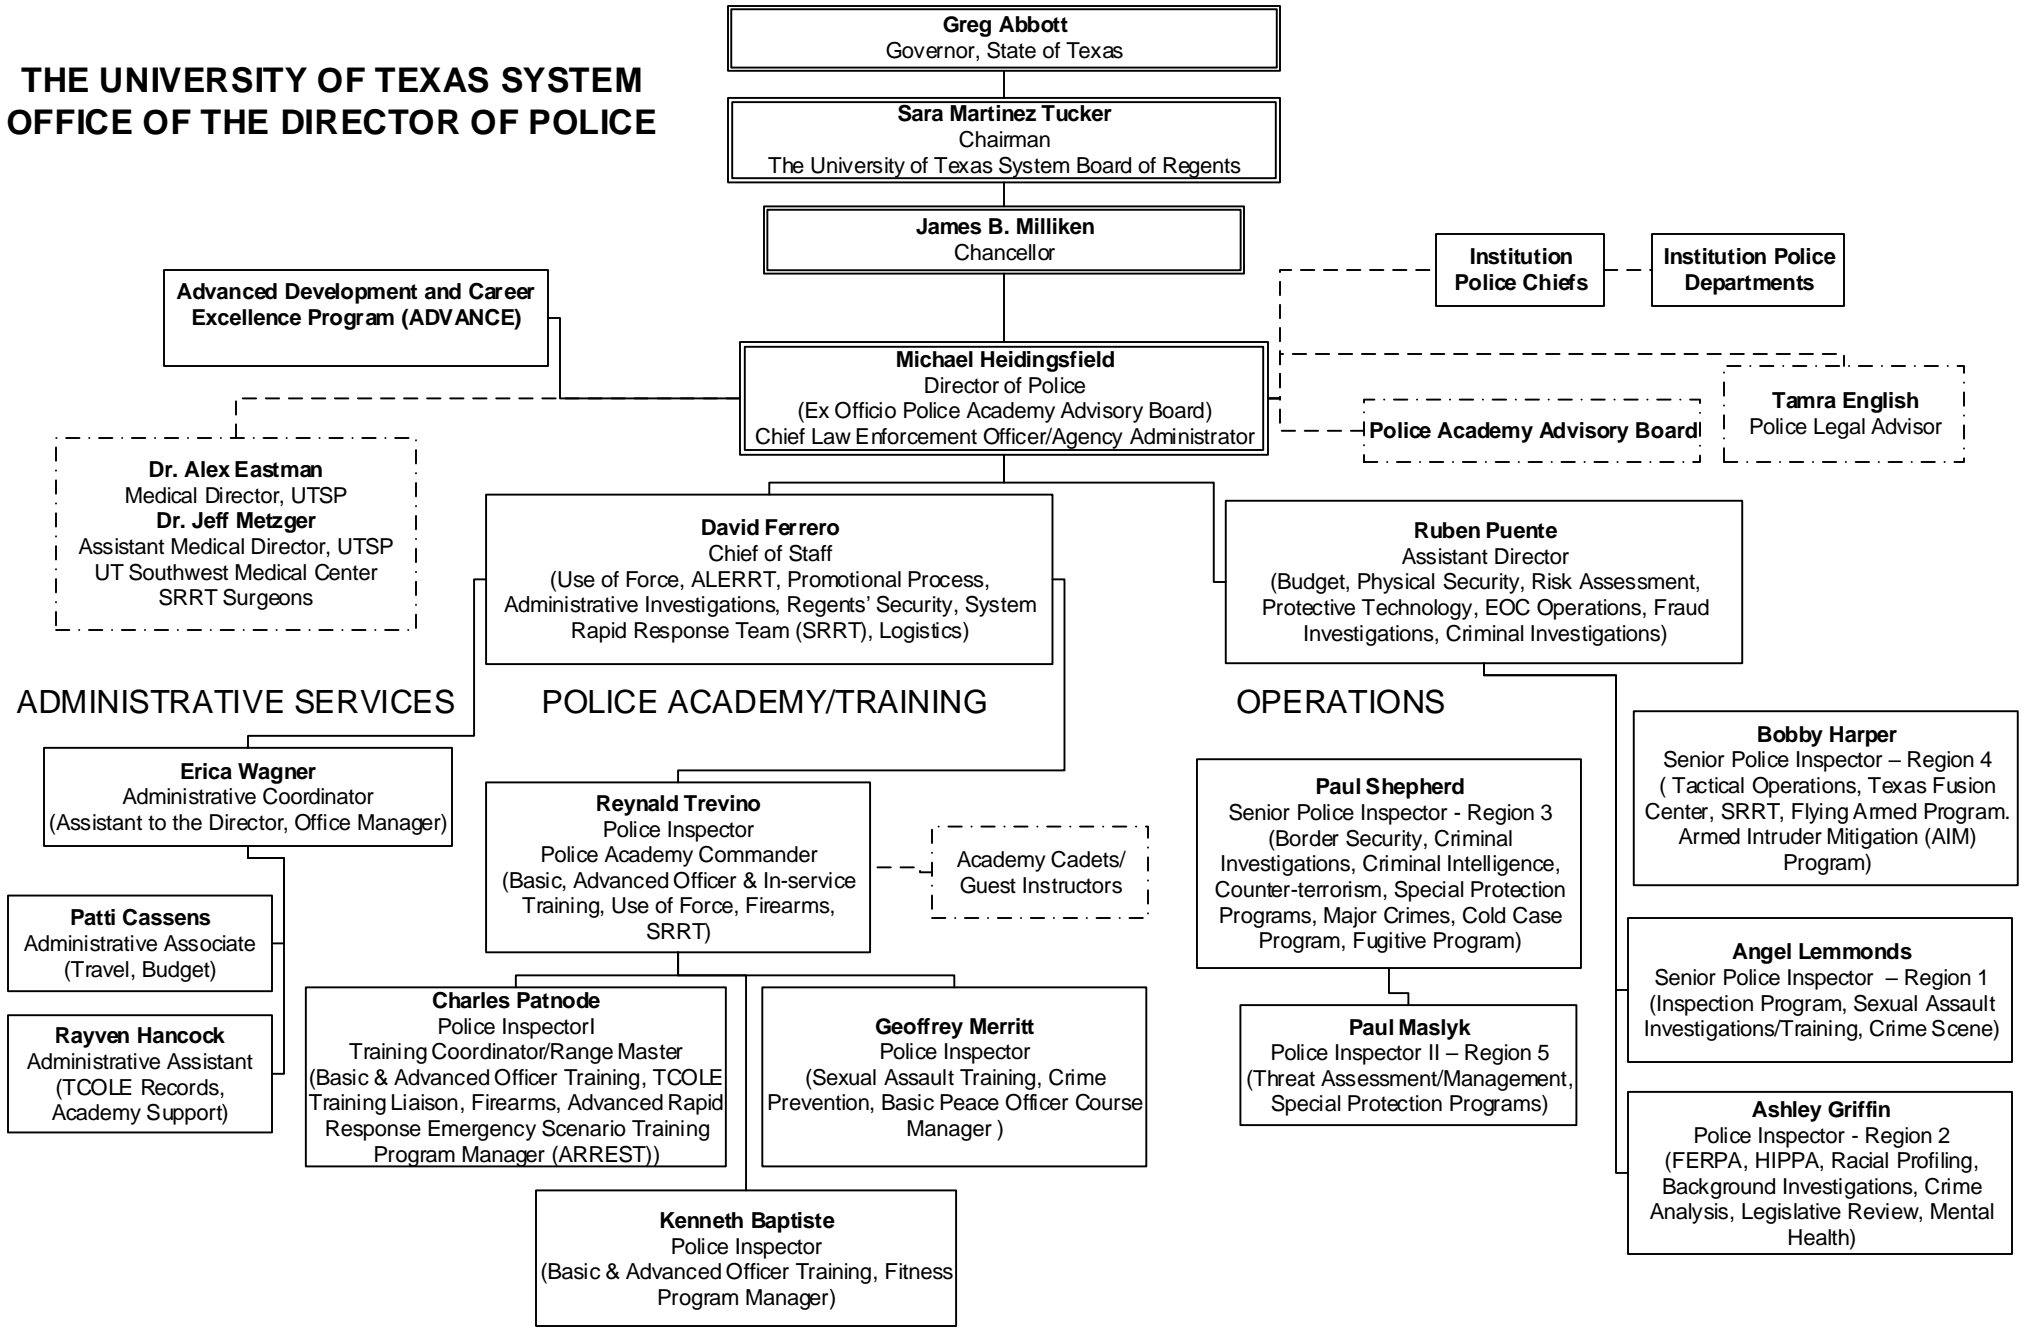 Greg Abbott
Governor, State of Texas
THE UNIVERSITY OF TEXAS SYSTEM
OFFICE OF THE DIRECTOR OF POLICE
Sara Martinez Tucker
Chairman
The University of Texas System Board of Regents
James B. Milliken
Chancellor
Institution
Police Chiefs
Institution Police
Departments
Advanced Development and Career
Excellence Program (ADVANCE)
Michael Heidingsfield
Director of Police
(Ex Officio Police Academy Advisory Board)
Chief Law Enforcement Officer/Agency Administrator
Police Academy Advisory Board
Tamra English
Police Legal Advisor
Dr. Alex Eastman
Medical Director, UTSP
Dr. Jeff Metzger
Assistant Medical Director, UTSP
UT Southwest Medical Center
SRRT Surgeons
David Ferrero
Chief of Staff
(Use of Force, ALERRT, Promotional Process,
Administrative Investigations, Regents’ Security, System
Rapid Response Team (SRRT), Logistics)
Ruben Puente
Assistant Director
(Budget, Physical Security, Risk Assessment,
Protective Technology, EOC Operations, Fraud
Investigations, Criminal Investigations)
ADMINISTRATIVE SERVICES
POLICE ACADEMY/TRAINING
OPERATIONS
Erica Wagner
Administrative Coordinator
(Assistant to the Director, Office Manager)
Patti Cassens
Administrative Associate
(Travel, Budget)
Rayven Hancock
Administrative Assistant
(TCOLE Records,
Academy Support)
Reynald Trevino
Police Inspector
Police Academy Commander
(Basic, Advanced Officer & In-service
Training, Use of Force, Firearms,
SRRT)
Academy Cadets/
Guest Instructors
Charles Patnode
Police InspectorI
Training Coordinator/Range Master
(Basic & Advanced Officer Training, TCOLE
Training Liaison, Firearms, Advanced Rapid
Response Emergency Scenario Training
Program Manager (ARREST))
Geoffrey Merritt
Police Inspector
(Sexual Assault Training, Crime
Prevention, Basic Peace Officer Course
Manager )
Kenneth Baptiste
Police Inspector
(Basic & Advanced Officer Training, Fitness
Program Manager)
Paul Shepherd
Senior Police Inspector - Region 3
(Border Security, Criminal
Investigations, Criminal Intelligence,
Counter-terrorism, Special Protection
Programs, Major Crimes, Cold Case
Program, Fugitive Program)
Paul Maslyk
Police Inspector II – Region 5
(Threat Assessment/Management,
Special Protection Programs)
Bobby Harper
Senior Police Inspector – Region 4
( Tactical Operations, Texas Fusion
Center, SRRT, Flying Armed Program.
Armed Intruder Mitigation (AIM)
Program)
Angel Lemmonds
Senior Police Inspector – Region 1
(Inspection Program, Sexual Assault
Investigations/Training, Crime Scene)
Ashley Griffin
Police Inspector - Region 2
(FERPA, HIPPA, Racial Profiling,
Background Investigations, Crime
Analysis, Legislative Review, Mental
Health)